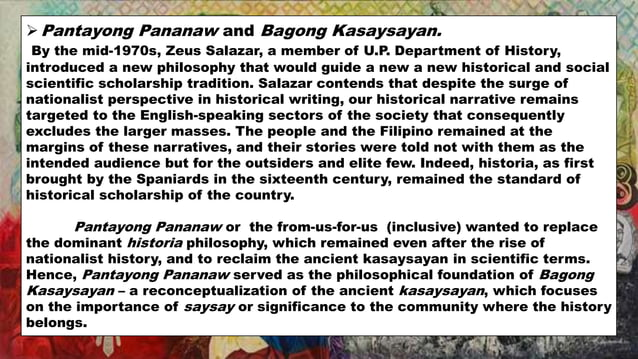 ➢ Pantayong Pananaw and Bagong Kasaysayan.
By the mid-1970s, Zeus Salazar, a member of U.P. Department of History,
introduced a new philosophy that would guide a new a new historical and social
scientific scholarship tradition. Salazar contends that despite the surge of
nationalist perspective in historical writing, our historical narrative remains
targeted to the English-speaking sectors of the society that consequently
excludes the larger masses. The people and the Filipino remained at the
margins of these narratives, and their stories were told not with them as the
intended audience but for the outsiders and elite few. Indeed, historia, as first
brought by the Spaniards in the sixteenth century, remained the standard of
historical scholarship of the country.
Pantayong Pananaw or the from-us-for-us (inclusive) wanted to replace
the dominant historia philosophy, which remained even after the rise of
nationalist history, and to reclaim the ancient kasaysayan in scientific terms.
Hence, Pantayong Pananaw served as the philosophical foundation of Bagong
Kasaysayan – a reconceptualization of the ancient kasaysayan, which focuses
on the importance of saysay or significance to the community where the history
belongs.